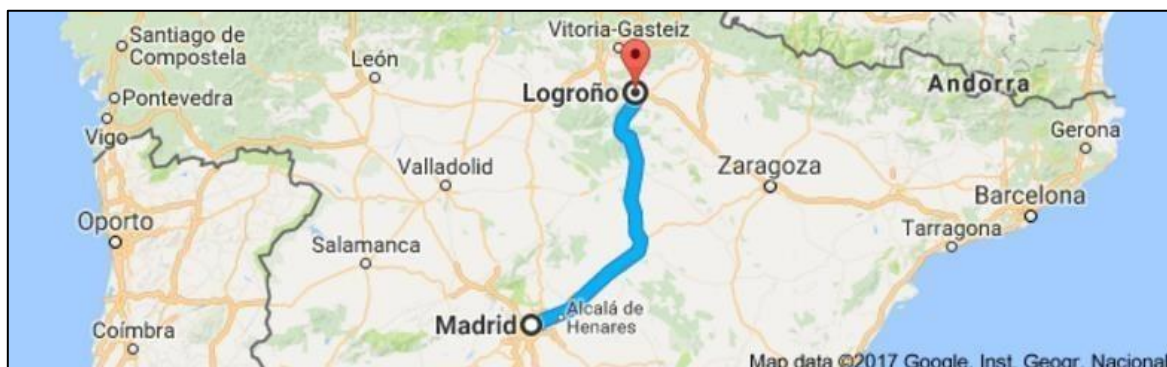 Santiago de
Compostela
Vitoria-Gasteiz
León
Logroño
Andorra
Pontevedra
Vigo
Gerona
Valladolid
Zaragoza
Barcelona
Oporto
Tarragona
Salamanca
Alcalá de
Henares
Madrid
Coímbra
Map data ©2017 Google, Inst. Geogr. Nacional